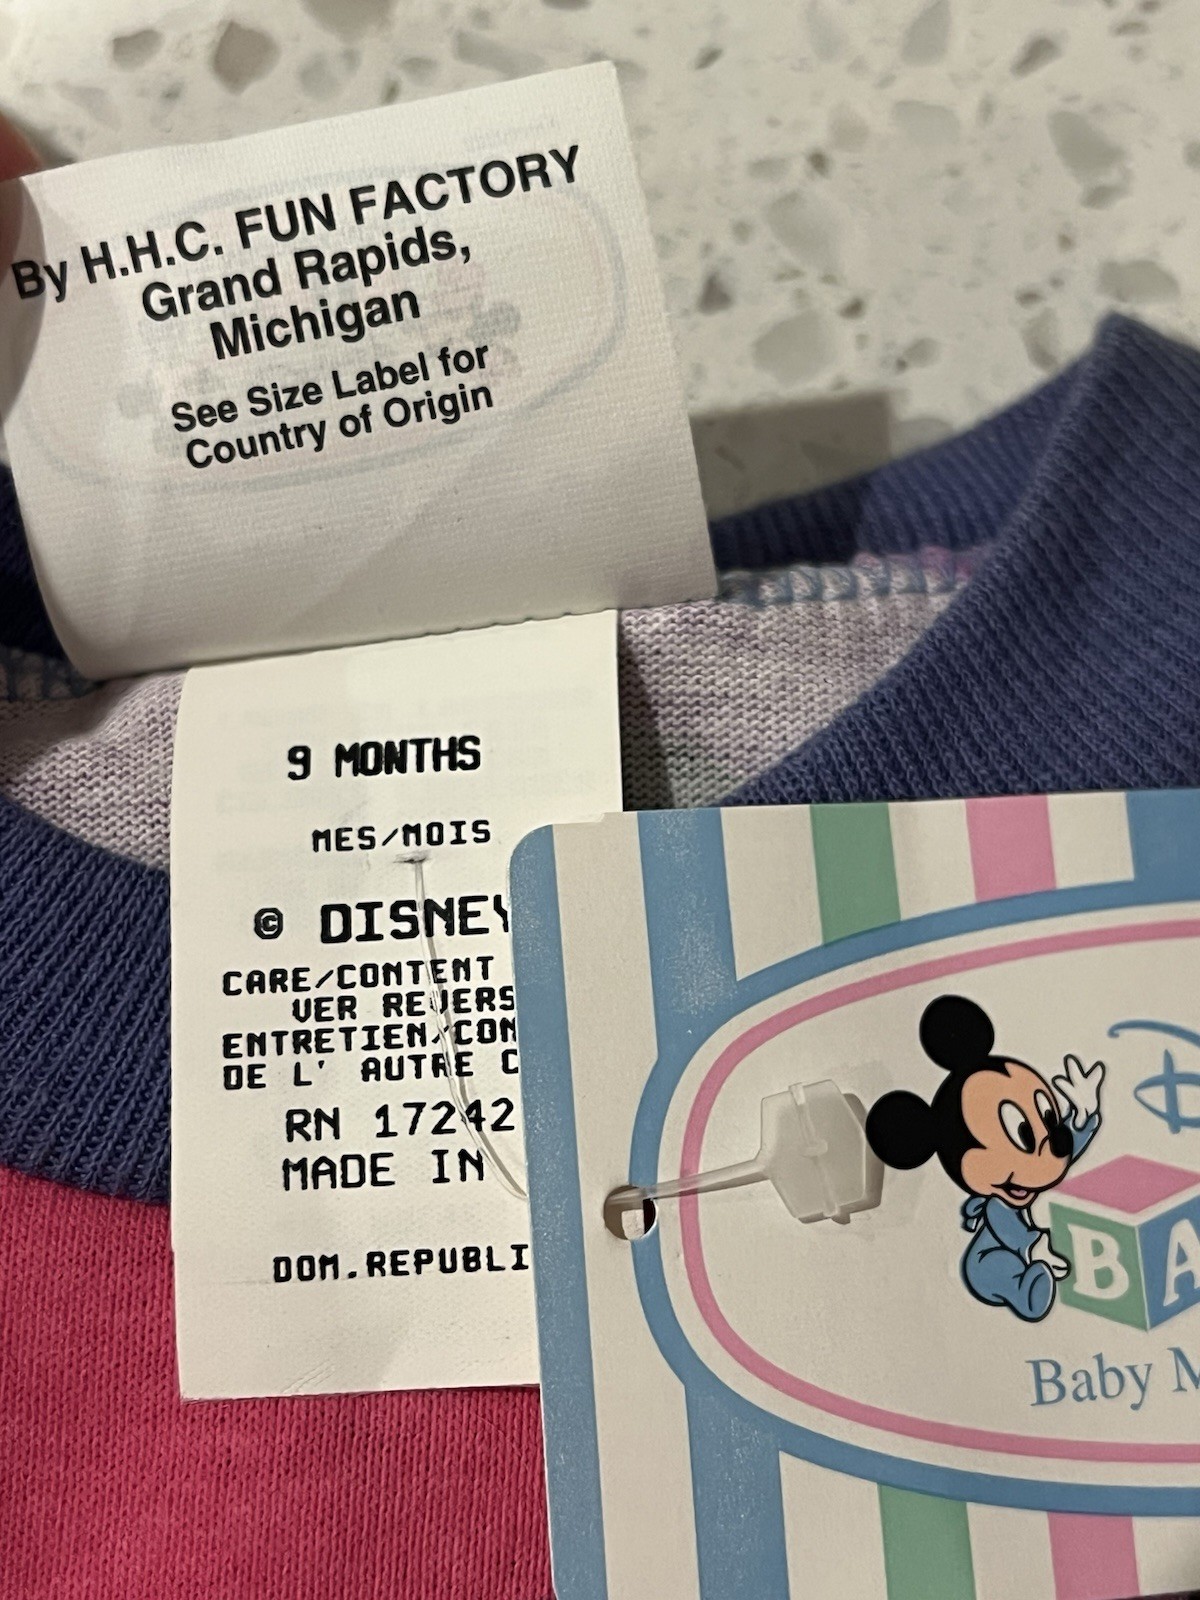 By H.H.C. FUN FACTORY
Grand Rapids,
Michigan
See Size Label for
Country of Origin
9 MONTHS
MES/MOIS
© DISNEY
CARE/CONTENT
VER REVERS
ENTRETIEN/CON
DE L' AUTRE C
RN 17242
MADE IN
DOM.REPUBLI
D
BA
Baby M